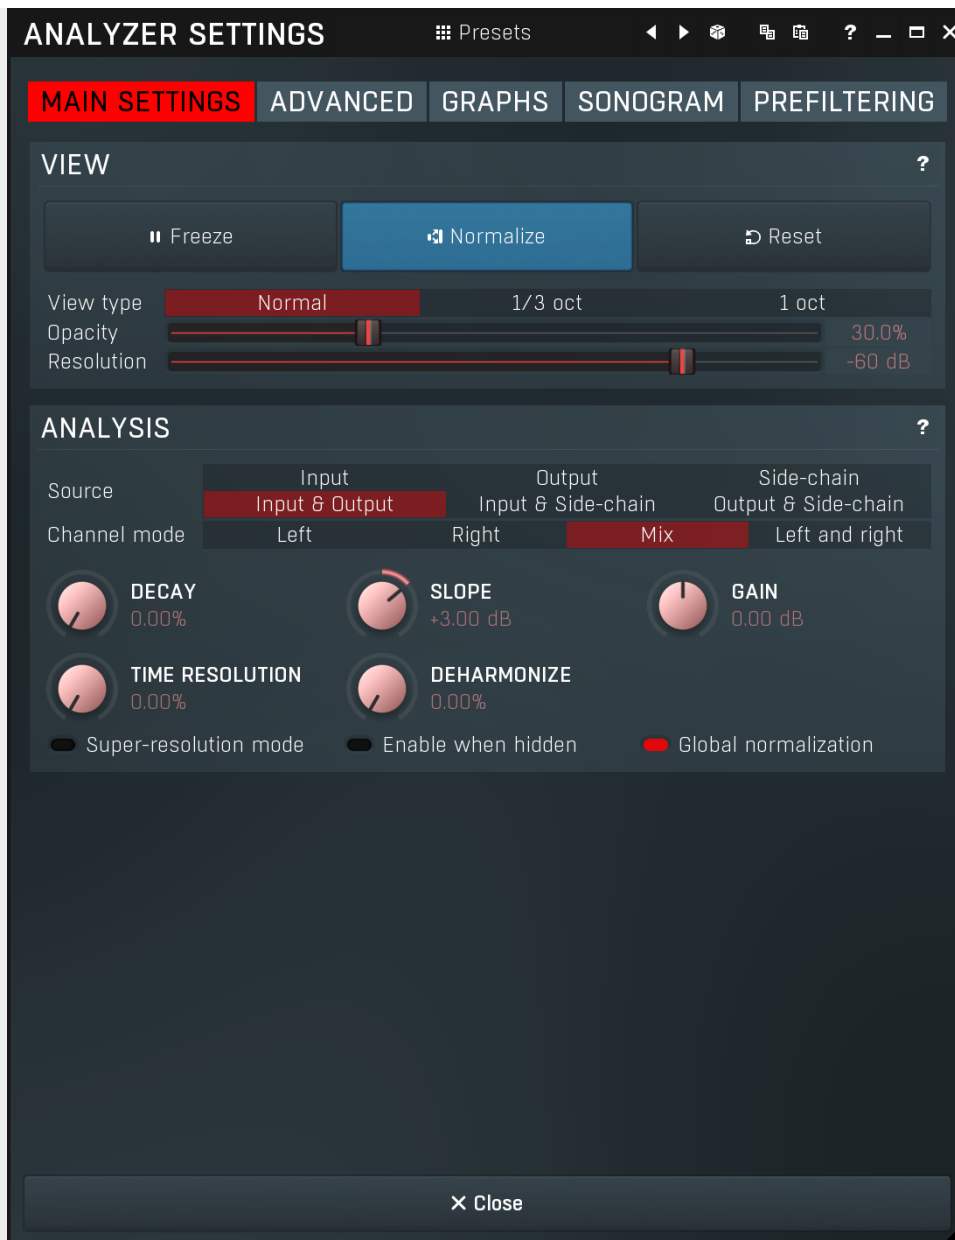 ANALYZER SETTINGS Presets ?
MAIN SETTINGS ADVANCED GRAPHS SONOGRAM PREFILTERING
VIEW ?
Freeze Normalize Reset
View type Normal 1/3 oct 1 oct
Opacity 30.0%
Resolution -60 dB
ANALYSIS ?
Source Input Output Side-chain
Input & Output Input & Side-chain Output & Side-chain
Channel mode Left Right Mix Left and right
DECAY SLOPE GAIN
0.00% +3.00 dB 0.00 dB
TIME RESOLUTION DEHARMONIZE
0.00% 0.00%
Super-resolution mode Enable when hidden Global normalization
Close